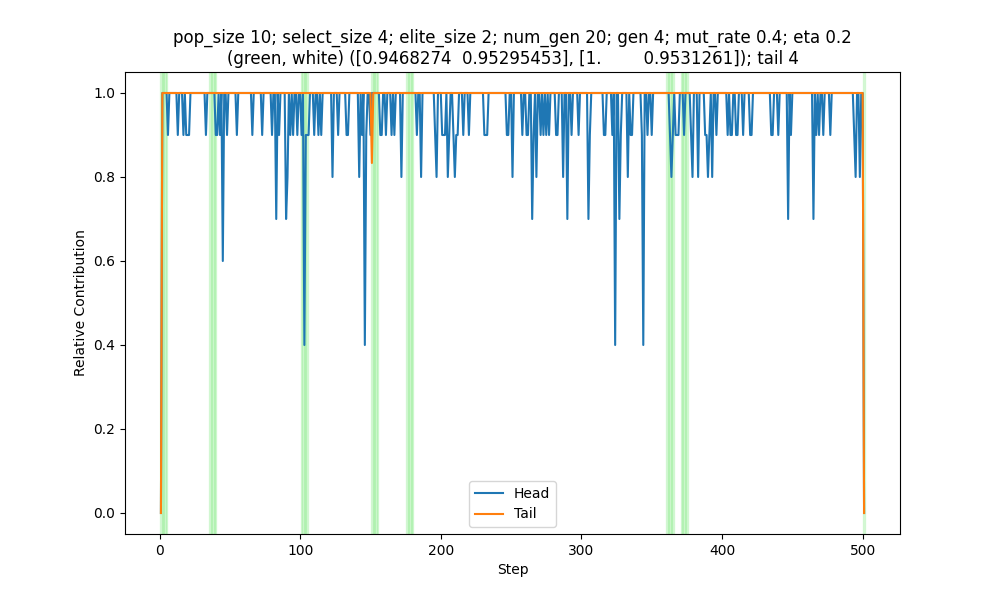 pop_size 10; select_size 4; elite_size 2; num_gen 20; gen 4; mut_rate 0.4; eta 0.2
(green, white) ([0.9468274 0.95295453], [1. 0.9531261]); tail 4
Relative Contribution
1.0
0.8
0.6
0.4
0.2
0.0
Head
Tail
0 100 200 300 400 500
Step